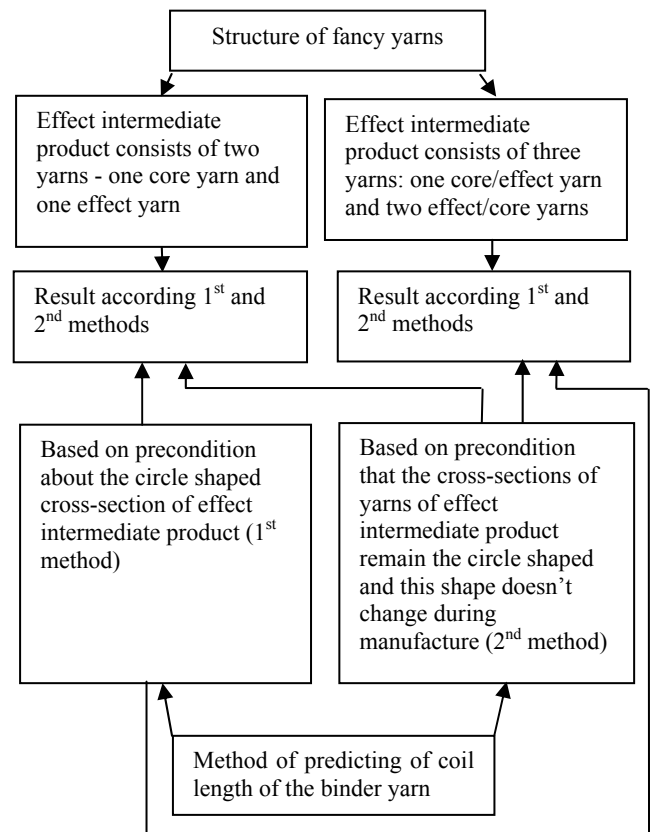 Structure of fancy yarns
Effect intermediate
product consists of two
yarns - one core yarn and
one effect yarn
Effect intermediate
product consists of three
yarns: one core/effect yarn
and two effect/core yarns
Result according 1st and
2nd methods
Result according 1st and
2nd methods
Based on precondition
about the circle shaped
cross-section of effect
intermediate product (1st
method)
Based on precondition
that the cross-sections of
yarns of effect
intermediate product
remain the circle shaped
and this shape doesn't
change during
manufacture (2nd method)
Method of predicting of coil
length of the binder yarn